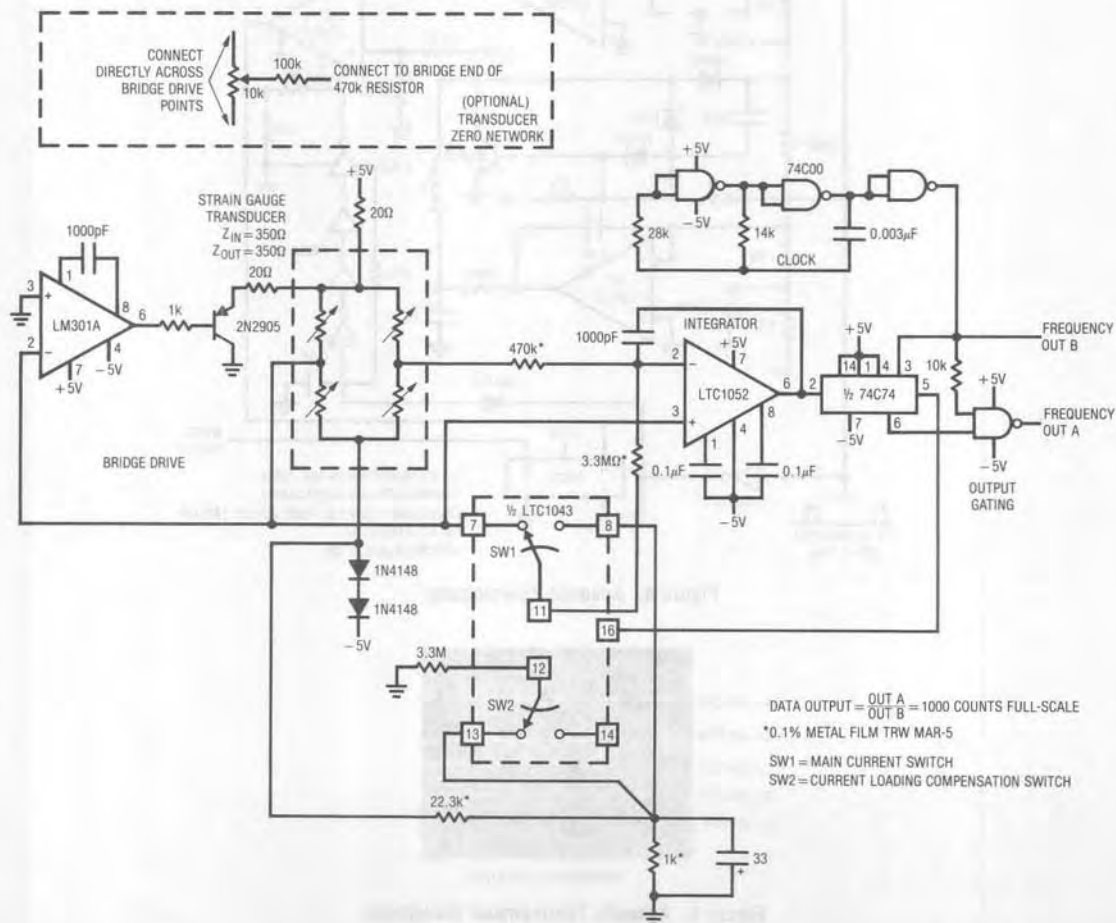 CONNECT
DIRECTLY ACROSS
BRIDGE DRIVE
POINTS
10k
100k
CONNECT TO BRIDGE END OF
470k RESISTOR
(OPTIONAL)
TRANSDUCER
ZERO NETWORK
+5V
20Ω
STRAIN GAUGE
TRANSDUCER
Z_IN = 350Ω
Z_OUT = 350Ω
20Ω
1000pF
3
+
1
8
LM301A
6
1k
2N2905
2
−
4
−5V
7
+5V
BRIDGE DRIVE
+5V
74C00
−5V
28k
14k
0.003μF
CLOCK
470k*
1000pF
INTEGRATOR
+5V
2
−
7
LTC1052
6
3
+
1
4
8
0.1μF
0.1μF
−5V
3.3MΩ*
+5V
14
1
4
3
2
½ 74C74
5
7
6
−5V
10k
+5V
−5V
FREQUENCY
OUT B
FREQUENCY
OUT A
OUTPUT
GATING
½ LTC1043
7
8
SW1
11
16
12
SW2
13
14
3.3M
1N4148
1N4148
−5V
22.3k*
1k*
33
+
DATA OUTPUT = OUT A / OUT B = 1000 COUNTS FULL-SCALE
*0.1% METAL FILM TRW MAR-5
SW1 = MAIN CURRENT SWITCH
SW2 = CURRENT LOADING COMPENSATION SWITCH